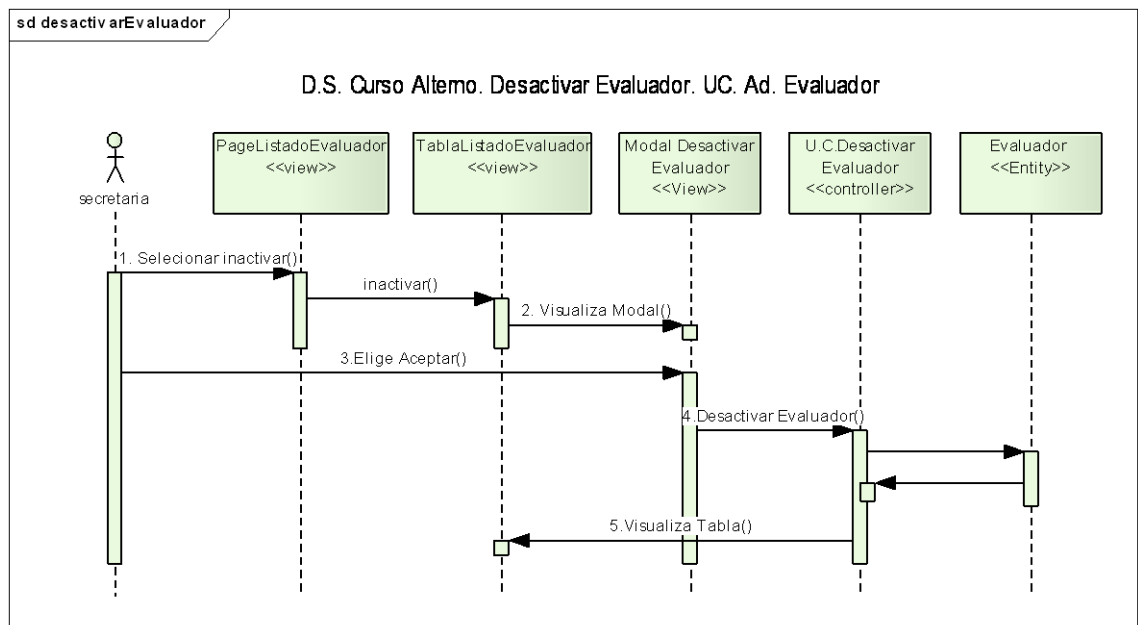 sd desactivarEvaluador
D.S. Curso Alterno. Desactivar Evaluador. UC. Ad. Evaluador
secretaria
PageListadoEvaluador
<<view>>
TablaListadoEvaluador
<<view>>
Modal Desactivar
Evaluador
<<View>>
U.C.Desactivar
Evaluador
<<controller>>
Evaluador
<<Entity>>
1. Selecionar inactivar()
inactivar()
2. Visualiza Modal()
3.Elige Aceptar()
4.Desactivar Evaluador()
5.Visualiza Tabla()